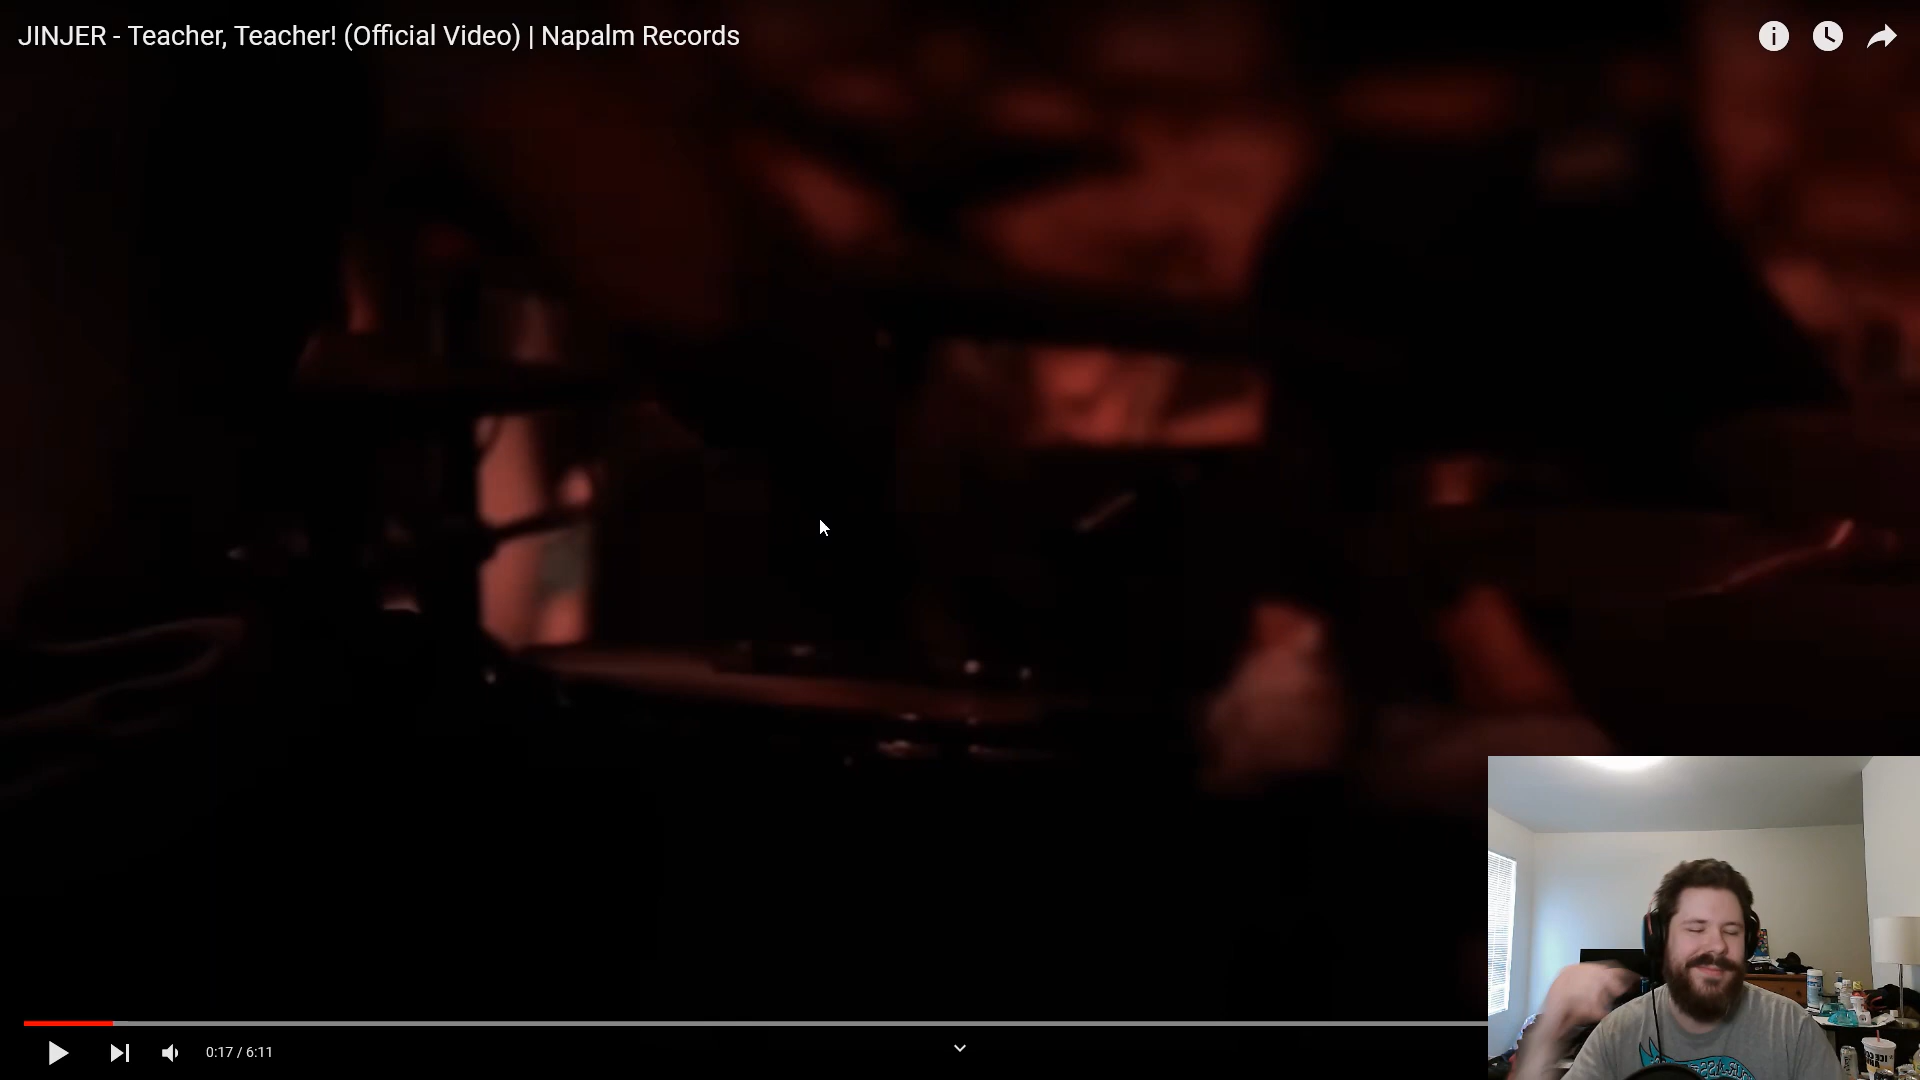 JINJER - Teacher, Teacher! (Official Video) | Napalm Records
0:17 / 6:11